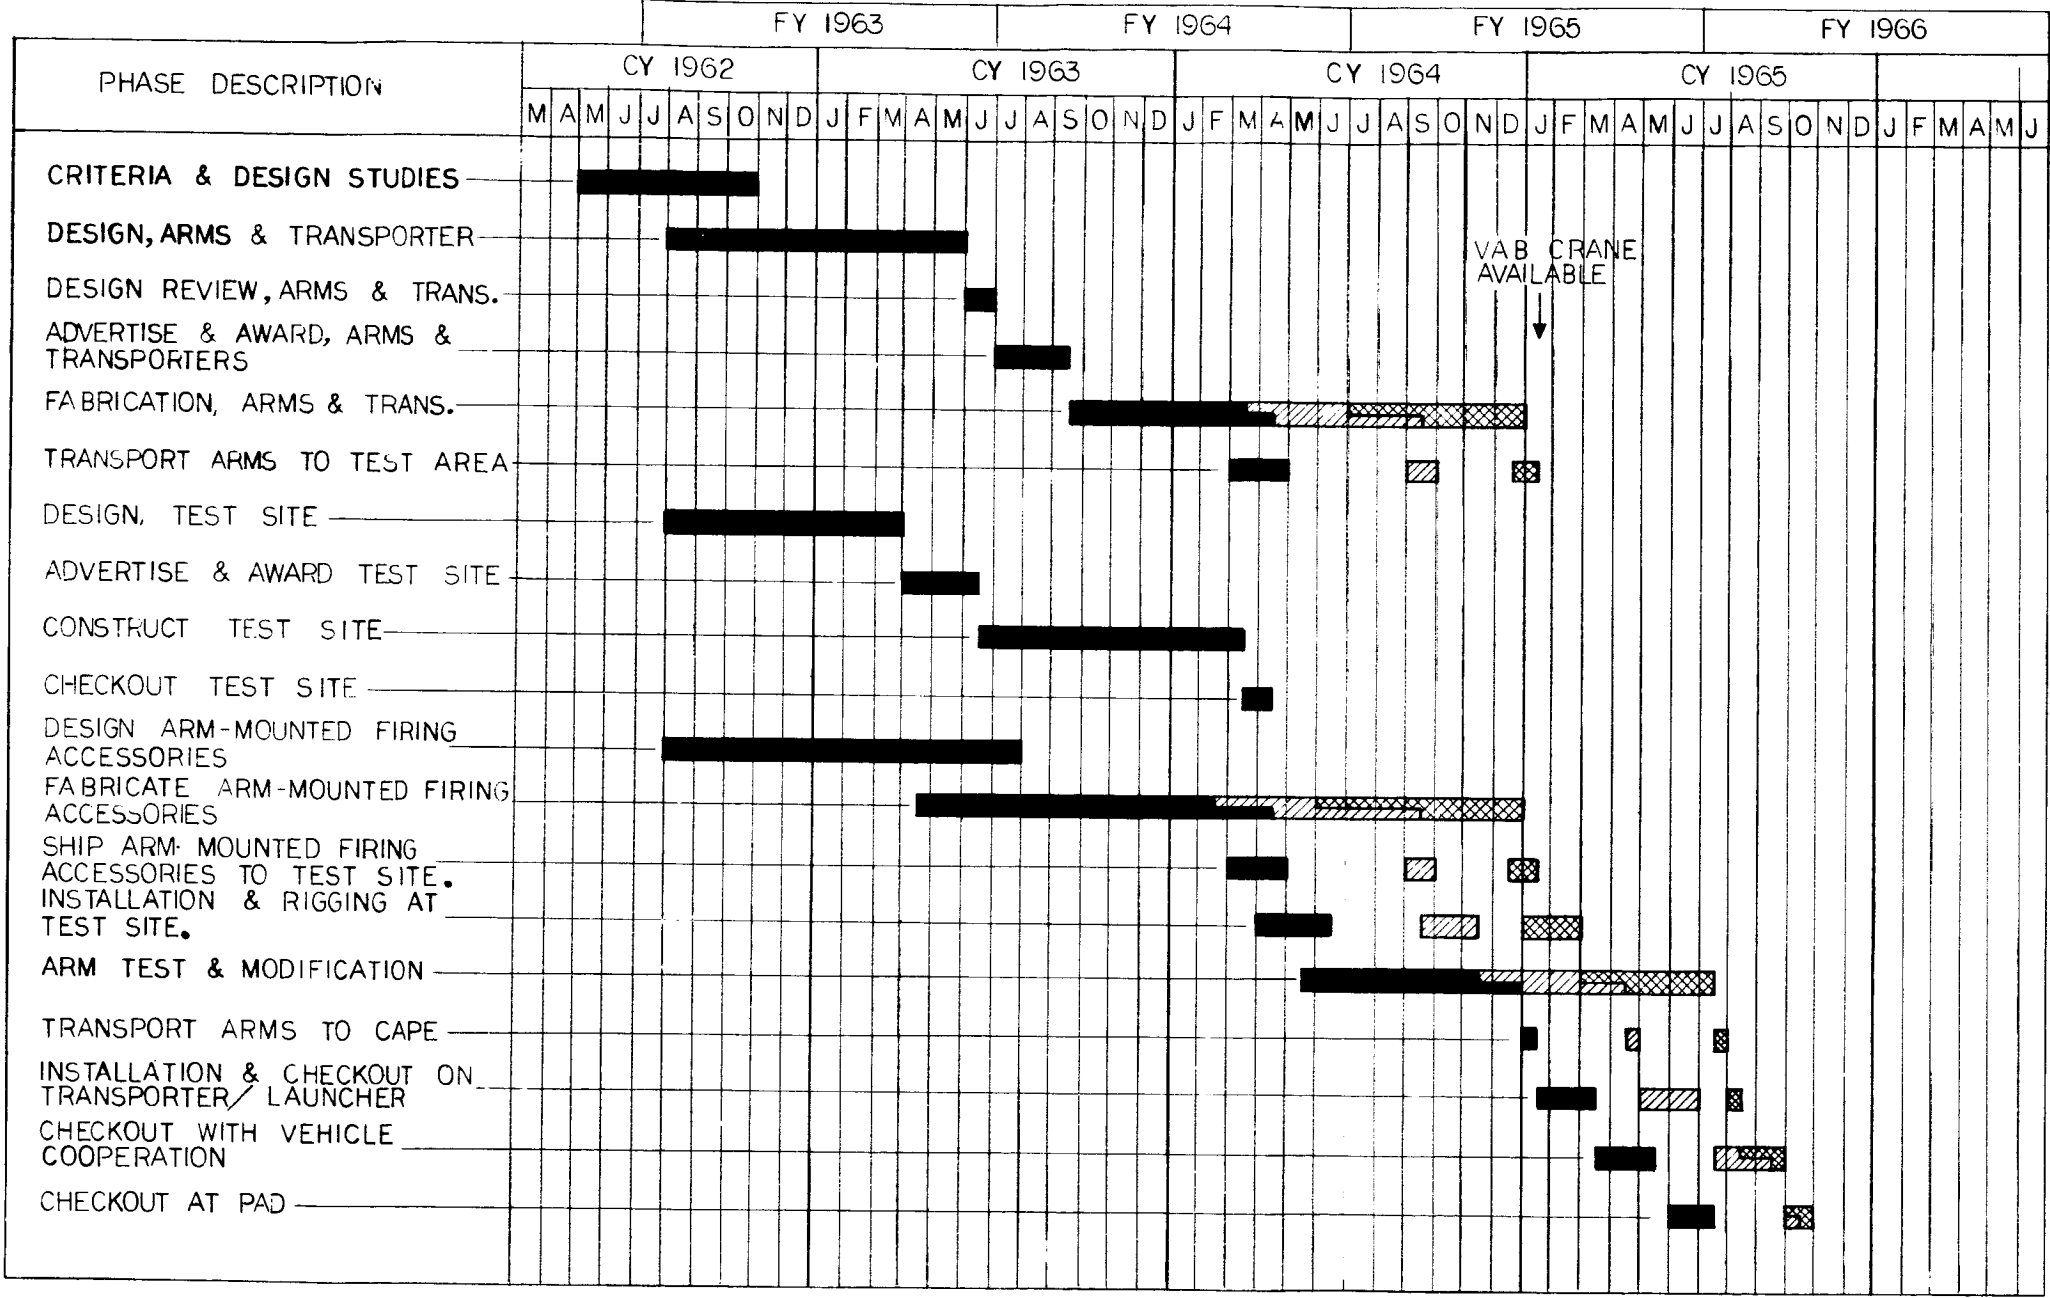 FY 1963 FY 1964 FY 1965 FY 1966
PHASE DESCRIPTION CY 1962 CY 1963 CY 1964 CY 1965
M A M J J A S O N D J F M A M J J A S O N D J F M A M J J A S O N D J F M A M J J A S O N D J F M A M J
CRITERIA & DESIGN STUDIES
DESIGN, ARMS & TRANSPORTER
VAB CRANE
AVAILABLE
DESIGN REVIEW, ARMS & TRANS.
ADVERTISE & AWARD, ARMS &
TRANSPORTERS
FABRICATION, ARMS & TRANS.
TRANSPORT ARMS TO TEST AREA
DESIGN, TEST SITE
ADVERTISE & AWARD TEST SITE
CONSTRUCT TEST SITE
CHECKOUT TEST SITE
DESIGN ARM-MOUNTED FIRING
ACCESSORIES
FABRICATE ARM-MOUNTED FIRING
ACCESSORIES
SHIP ARM-MOUNTED FIRING
ACCESSORIES TO TEST SITE.
INSTALLATION & RIGGING AT
TEST SITE.
ARM TEST & MODIFICATION
TRANSPORT ARMS TO CAPE
INSTALLATION & CHECKOUT ON
TRANSPORTER/LAUNCHER
CHECKOUT WITH VEHICLE
COOPERATION
CHECKOUT AT PAD